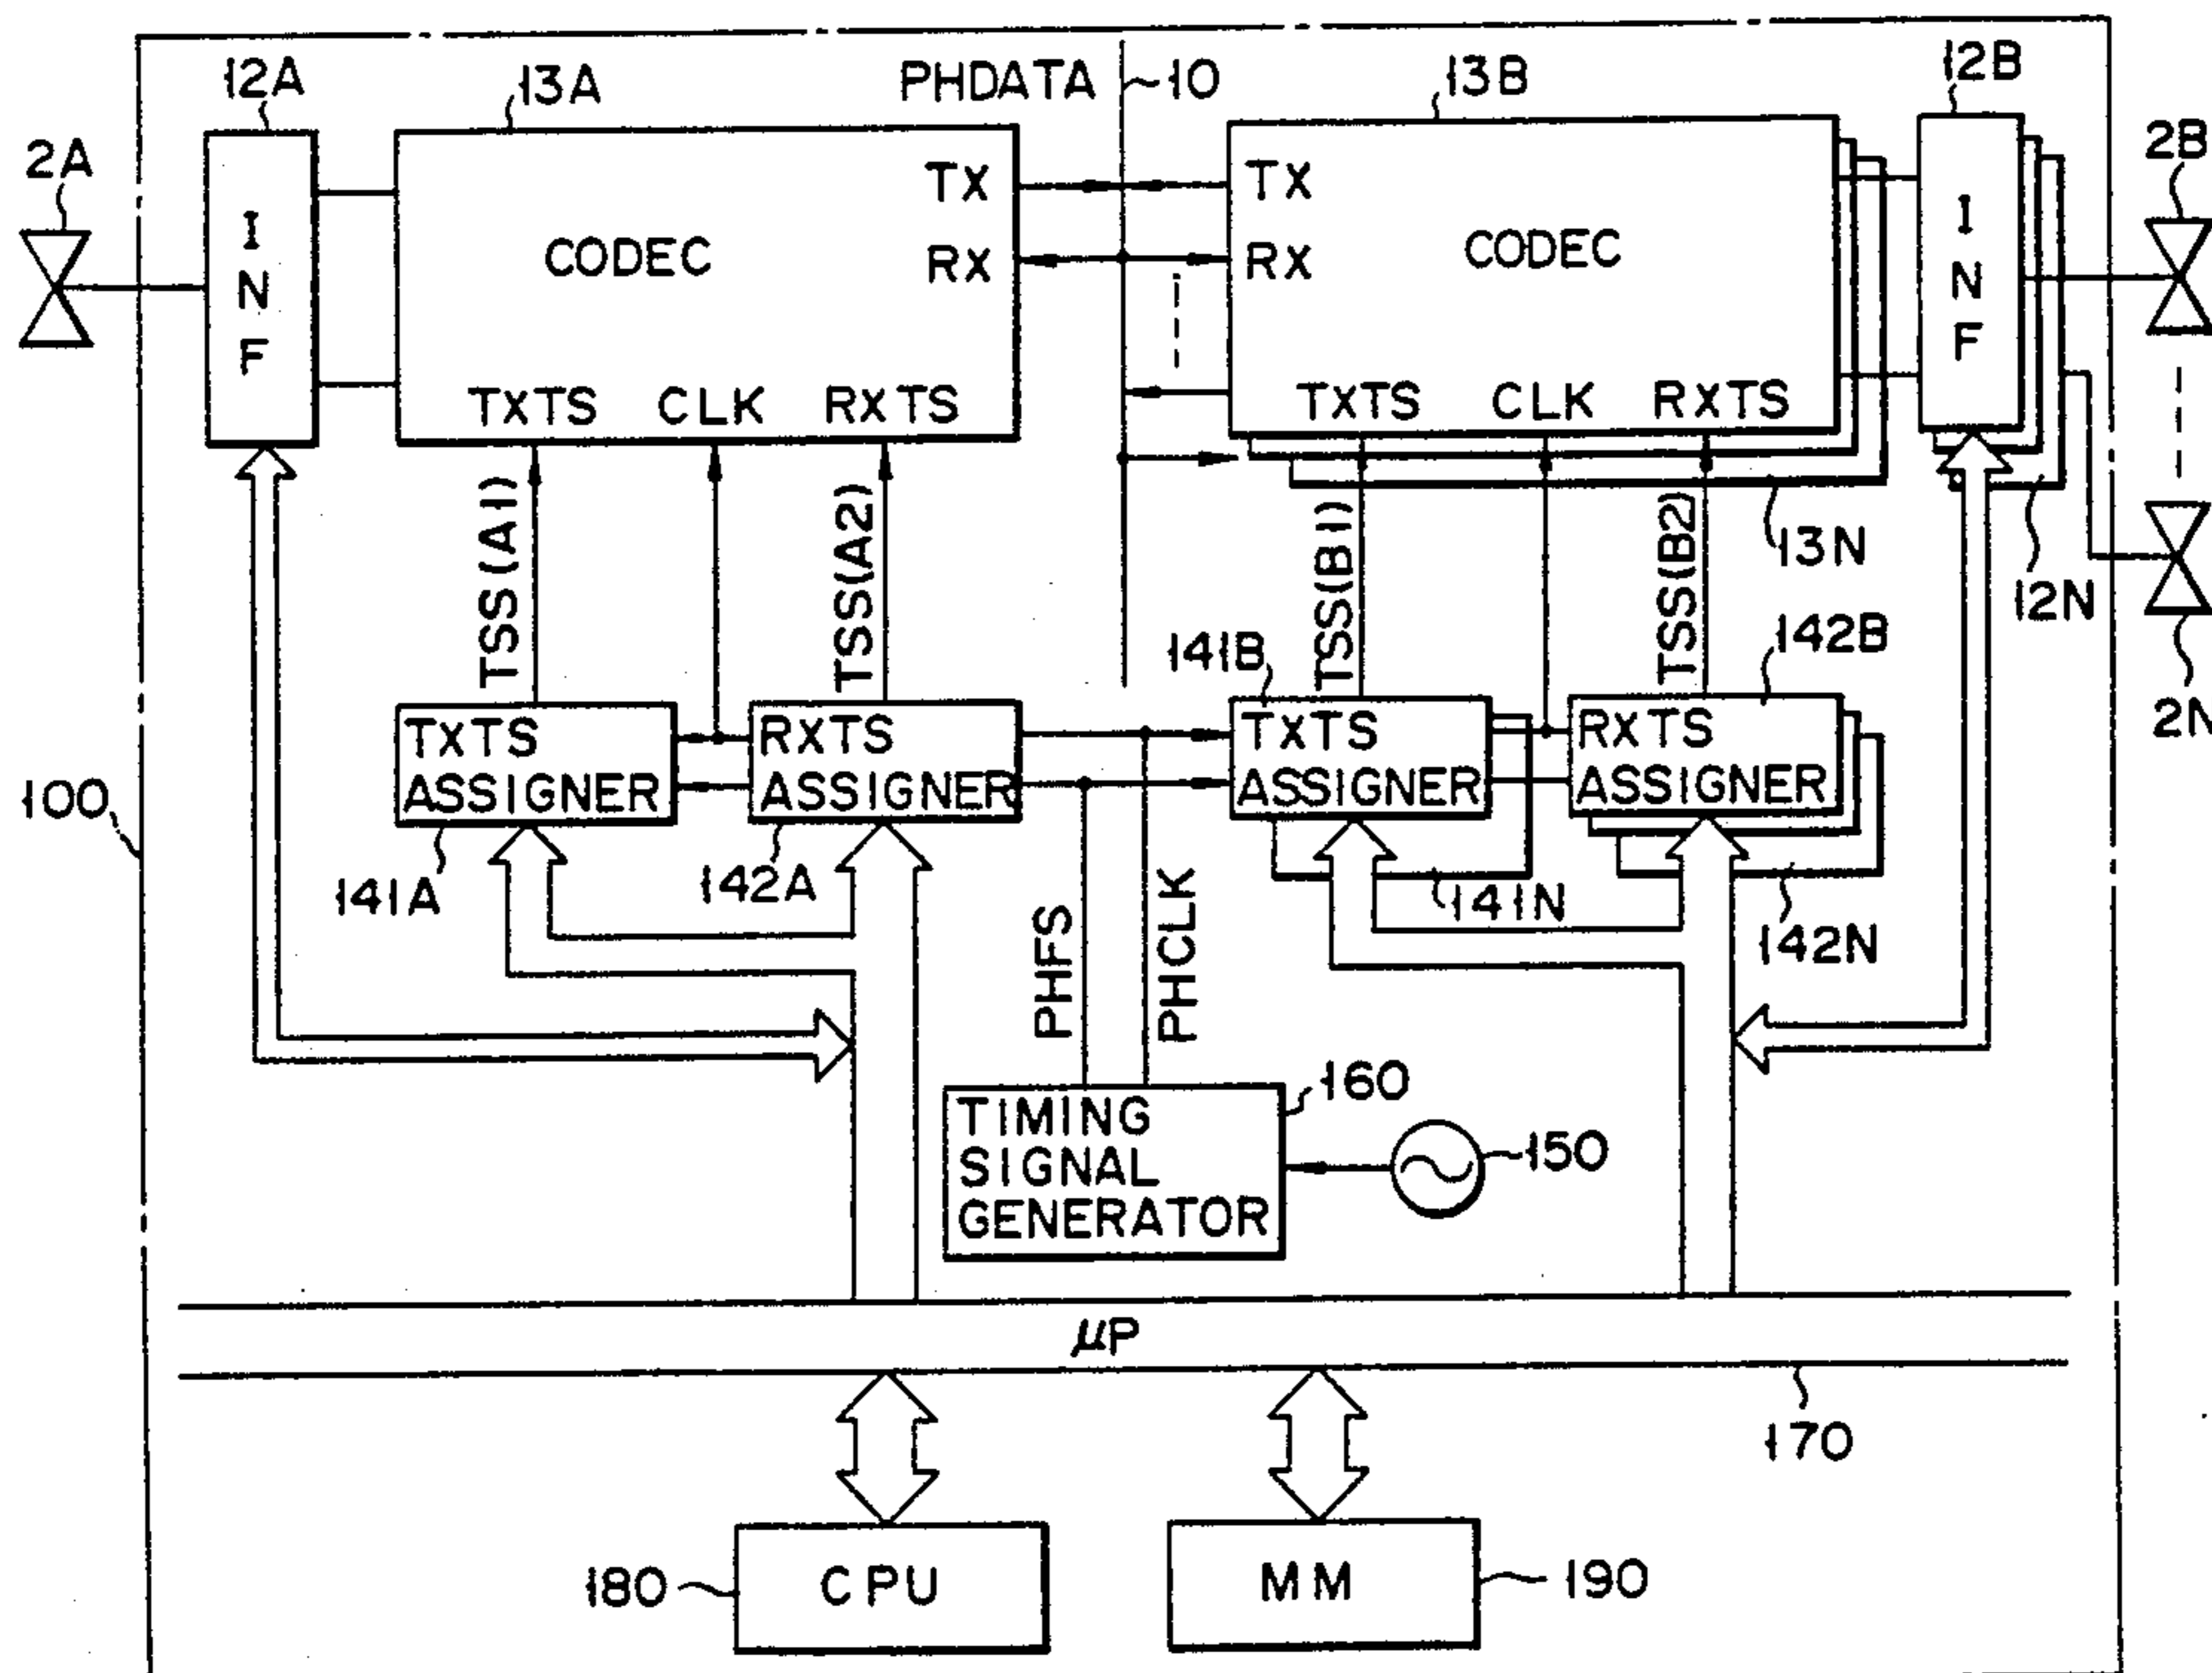 12A
13A
PHDATA
10
13B
12B
2A
2B
INF
CODEC
TX
RX
TXTS
CLK
RXTS
TX
RX
CODEC
TXTS
CLK
RXTS
INF
TSS(A1)
TSS(A2)
TSS(B1)
TSS(B2)
13N
12N
2N
141B
142B
TXTS
ASSIGNER
RXTS
ASSIGNER
TXTS
ASSIGNER
RXTS
ASSIGNER
100
141A
142A
141N
142N
PHFS
PHCLK
160
TIMING
SIGNAL
GENERATOR
150
μP
170
180
CPU
MM
190